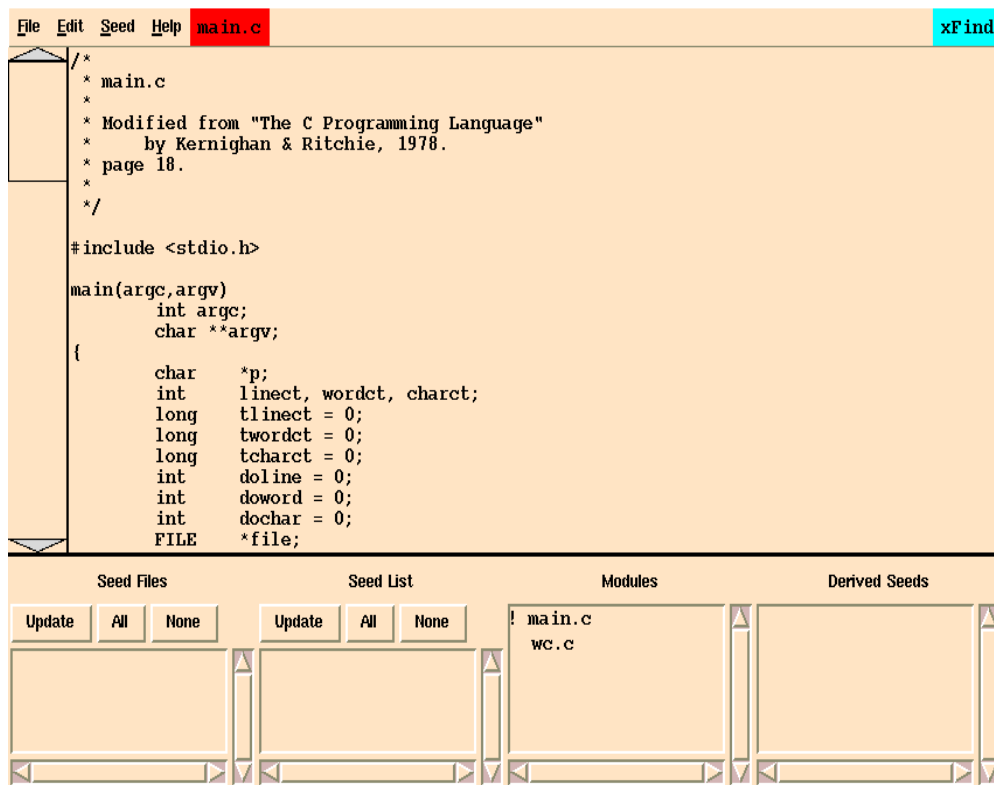 File Edit Seed Help main.c xFind
/*
 * main.c
 *
 * Modified from "The C Programming Language"
 *     by Kernighan & Ritchie, 1978.
 * page 18.
 *
 */
#include <stdio.h>
main(argc,argv)
        int argc;
        char **argv;
{
        char    *p;
        int     linect, wordct, charct;
        long    tlinect = 0;
        long    twordct = 0;
        long    tcharct = 0;
        int     doline = 0;
        int     doword = 0;
        int     dochar = 0;
        FILE    *file;
Seed Files Seed List Modules Derived Seeds
Update All None Update All None
! main.c
  wc.c